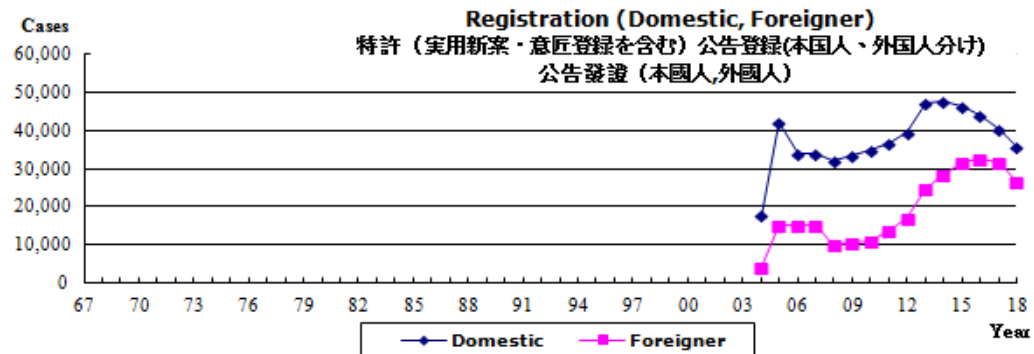 Registration (Domestic, Foreigner)
Cases
特許（実用新案・意匠登録を含む）公告登録(本国人、外国人分け)
公告發證（本國人,外國人）
60,000
50,000
40,000
30,000
20,000
10,000
0
67 70 73 76 79 82 85 88 91 94 97 00 03 06 09 12 15 18
Year
Domestic Foreigner